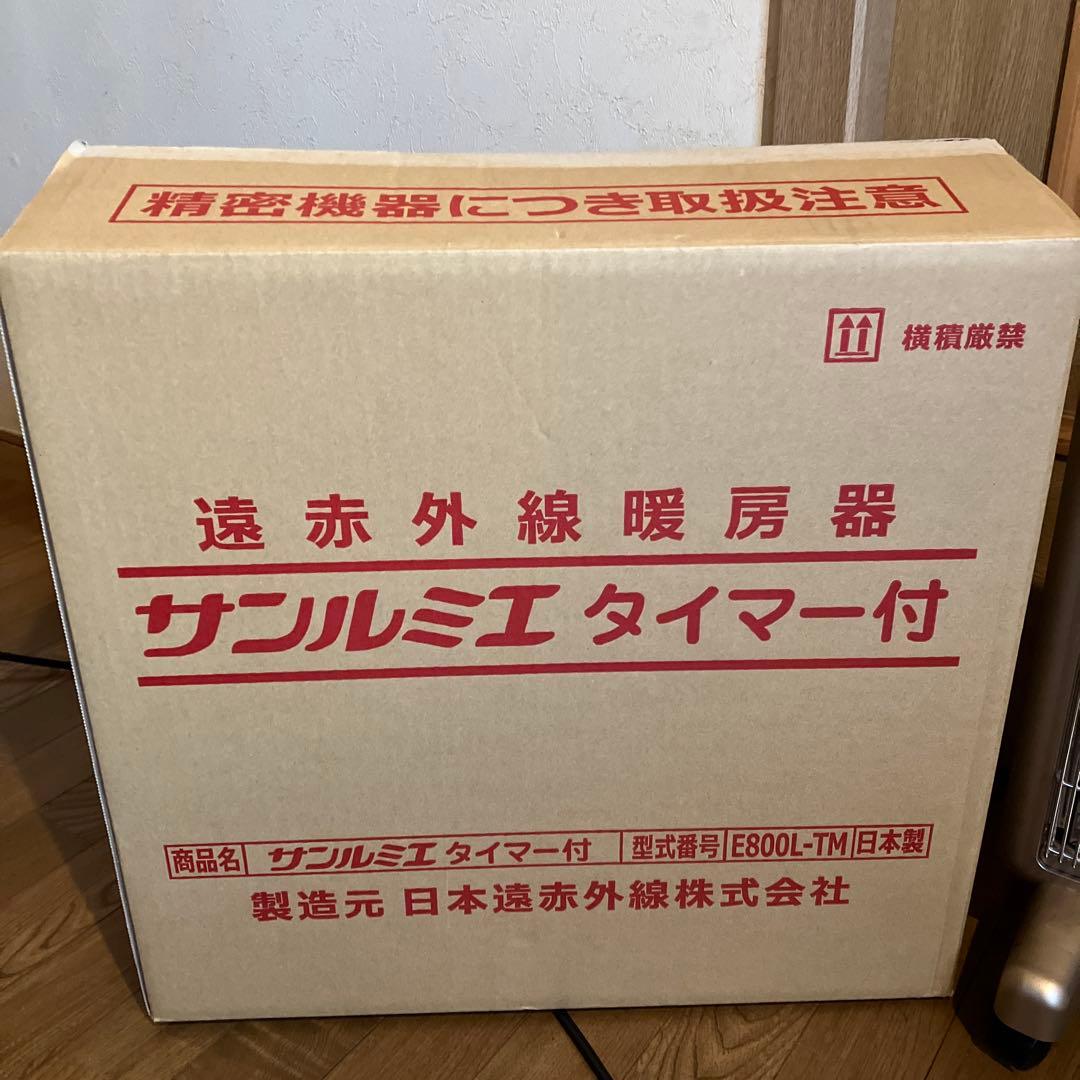 精密機器につき取扱注意
横積厳禁
遠赤外線暖房器
サンルミエ タイマー付
商品名 サンルミエ タイマー付 型式番号 E800L-TM 日本製
製造元 日本遠赤外線株式会社